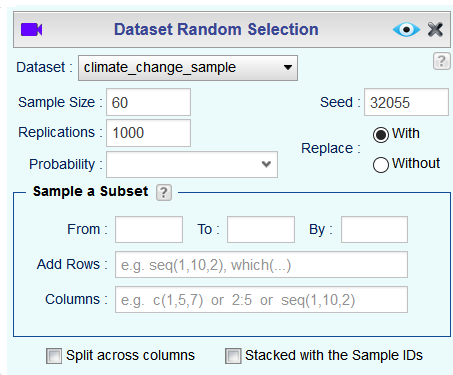 Dataset Random Selection
Dataset : climate_change_sample ?
Sample Size : 60 Seed : 32055
Replications : 1000 With
Replace :
Probability : Without
Sample a Subset ?
From : To : By :
Add Rows : e.g. seq(1,10,2), which(...)
Columns : e.g. c(1,5,7) or 2:5 or seq(1,10,2)
Split across columns Stacked with the Sample IDs